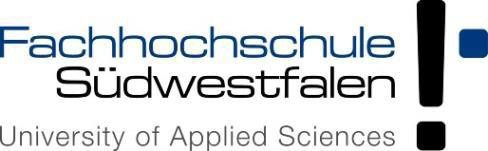 Fachhochschule
Südwestfalen
University of Applied Sciences